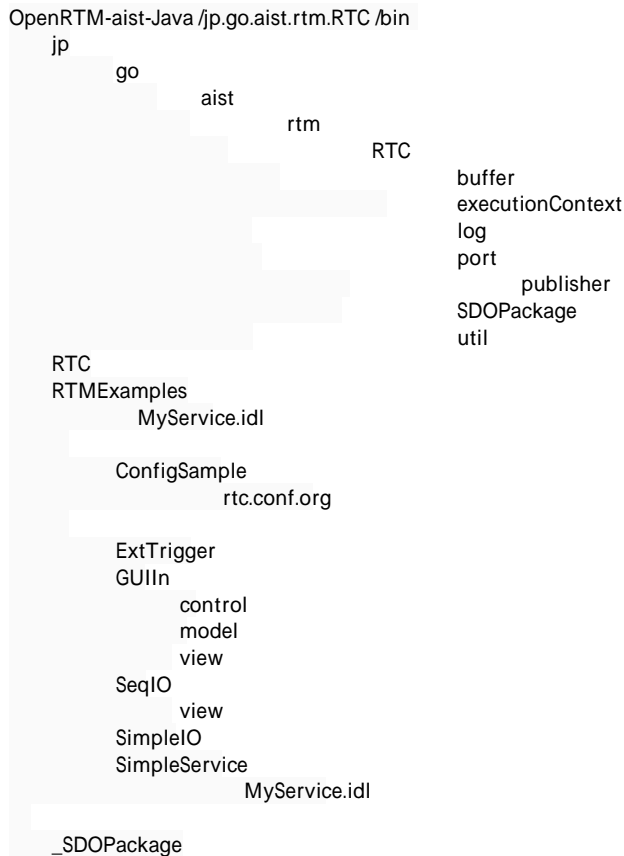 OpenRTM-aist-Java /jp.go.aist.rtm.RTC /bin
jp
go
aist
rtm
RTC
buffer
executionContext
log
port
publisher
SDOPackage
util
RTC
RTMExamples
MyService.idl
ConfigSample
rtc.conf.org
ExtTrigger
GUIIn
control
model
view
SeqIO
view
SimpleIO
SimpleService
MyService.idl
_SDOPackage